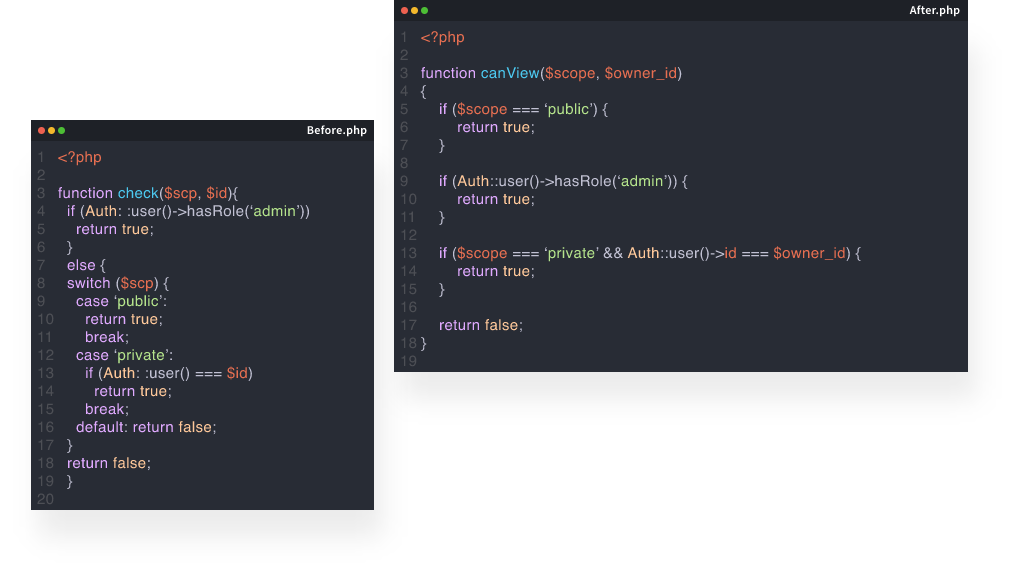 Before.php
1 <?php
2
3 function check($scp, $id){
4 if (Auth: :user()->hasRole(‘admin’))
5 return true;
6 }
7 else {
8 switch ($scp) {
9 case ‘public’:
10 return true;
11 break;
12 case ‘private’:
13 if (Auth: :user() === $id)
14 return true;
15 break;
16 default: return false;
17 }
18 return false;
19 }
20
After.php
1 <?php
2
3 function canView($scope, $owner_id)
4 {
5 if ($scope === ‘public’) {
6 return true;
7 }
8
9 if (Auth::user()->hasRole(‘admin’)) {
10 return true;
11 }
12
13 if ($scope === ‘private’ && Auth::user()->id === $owner_id) {
14 return true;
15 }
16
17 return false;
18 }
19